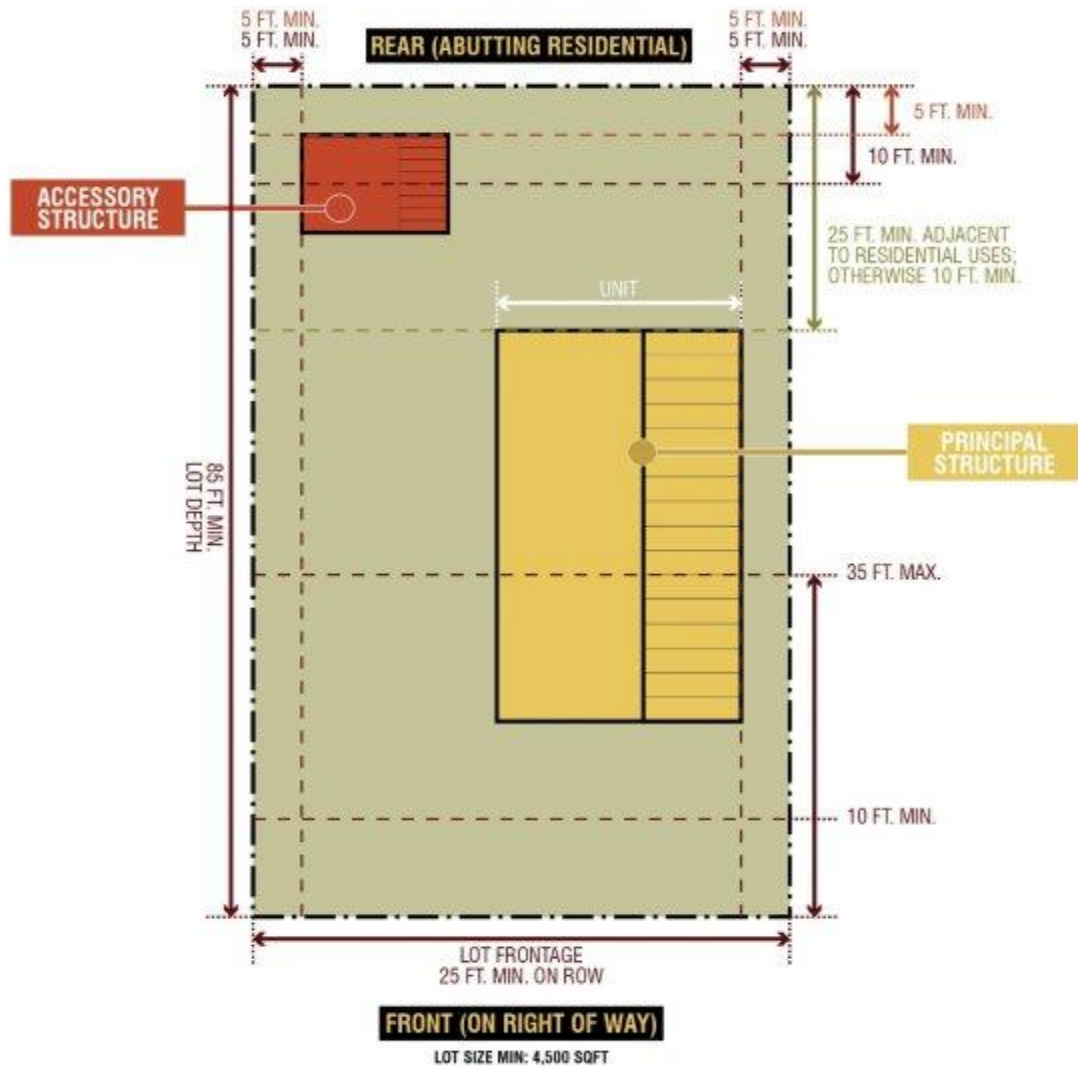 5 FT. MIN.
5 FT. MIN.
REAR (ABUTTING RESIDENTIAL)
5 FT. MIN.
5 FT. MIN.
5 FT. MIN.
10 FT. MIN.
ACCESSORY
STRUCTURE
25 FT. MIN. ADJACENT
TO RESIDENTIAL USES;
OTHERWISE 10 FT. MIN.
UNIT
PRINCIPAL
STRUCTURE
85 FT. MIN.
LOT DEPTH
35 FT. MAX.
10 FT. MIN.
LOT FRONTAGE
25 FT. MIN. ON ROW
FRONT (ON RIGHT OF WAY)
LOT SIZE MIN: 4,500 SQFT